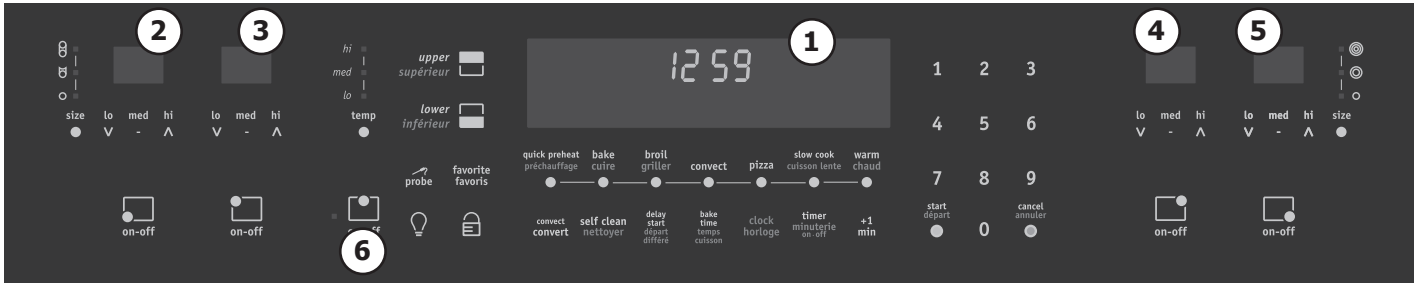 2
3
size
lo med hi
V - Λ
on-off
lo med hi
V - Λ
on-off
hi
med
lo
temp
6
upper
supérieur
lower
inférieur
probe
favorite
favoris
1
12 59
quick preheat
préchauffage
bake
cuire
broil
griller
convect
pizza
slow cook
cuisson lente
warm
chaud
convect
convert
self clean
nettoyer
delay
start
départ
différé
bake
time
temps
cuisson
clock
horloge
timer
minuterie
on-off
+1
min
1 2 3
4 5 6
7 8 9
start
départ
0
cancel
annuler
4
5
lo med hi
V - Λ
on-off
lo med hi
V - Λ
on-off
size